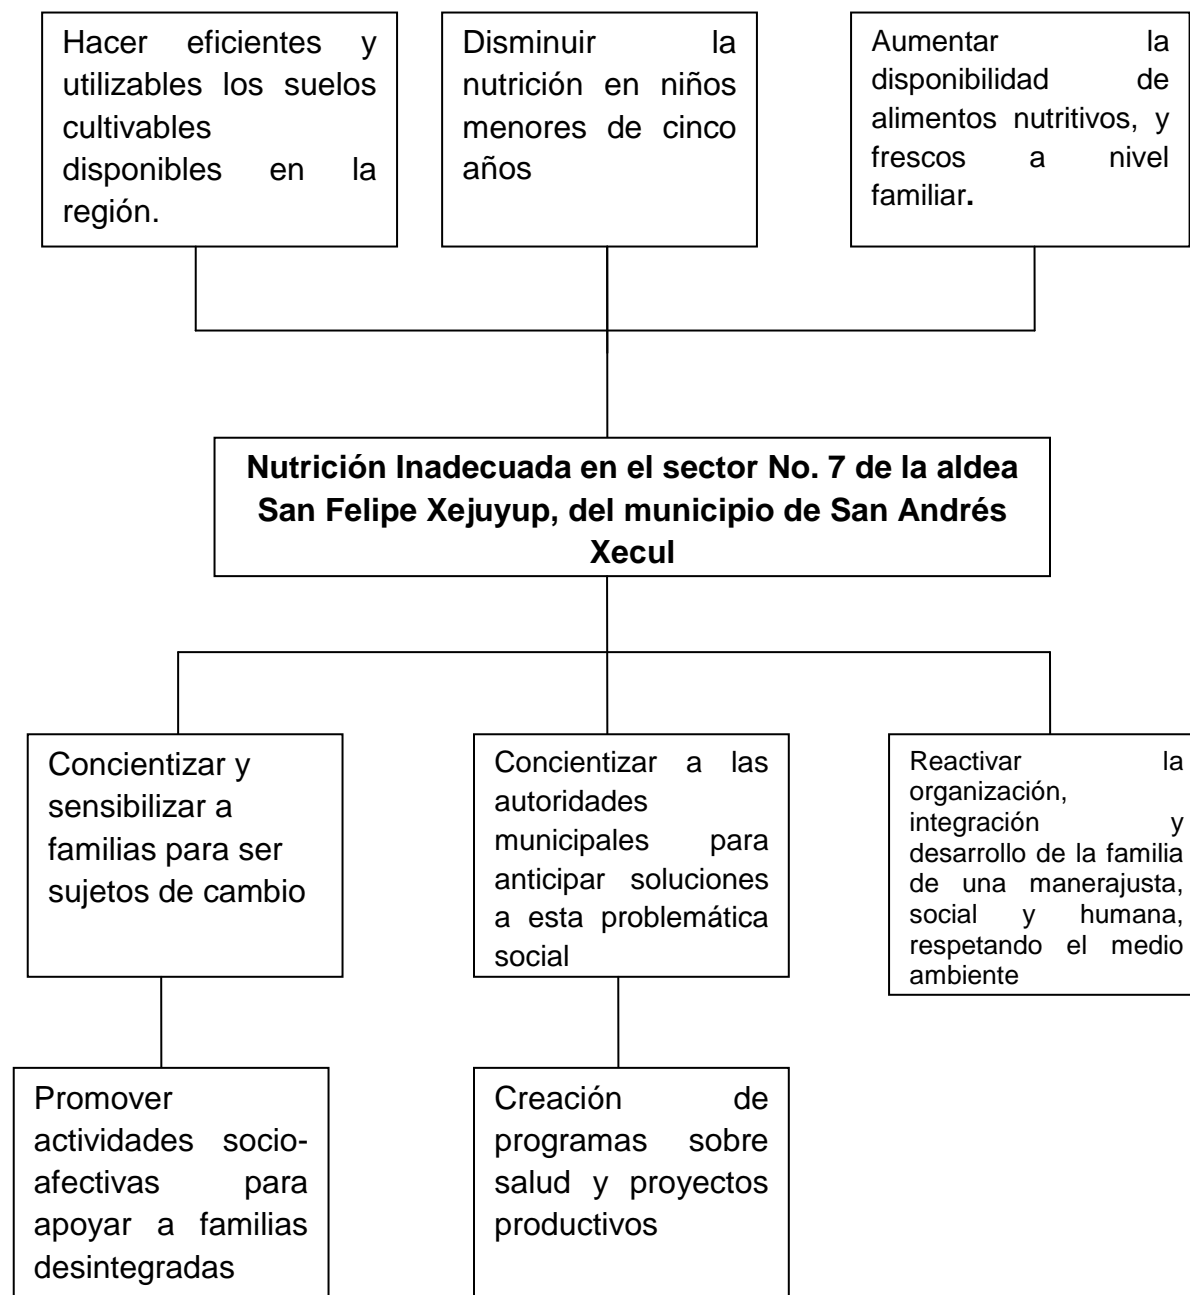 Hacer eficientes y
utilizables los suelos
cultivables
disponibles en la
región.
Disminuir la
nutrición en niños
menores de cinco
años
Aumentar la
disponibilidad de
alimentos nutritivos, y
frescos a nivel
familiar.
Nutrición Inadecuada en el sector No. 7 de la aldea
San Felipe Xejuyup, del municipio de San Andrés
Xecul
Concientizar y
sensibilizar a
familias para ser
sujetos de cambio
Concientizar a las
autoridades
municipales para
anticipar soluciones
a esta problemática
social
Reactivar la
organización,
integración y
desarrollo de la familia
de una manerajusta,
social y humana,
respetando el medio
ambiente
Promover
actividades socio-
afectivas para
apoyar a familias
desintegradas
Creación de
programas sobre
salud y proyectos
productivos